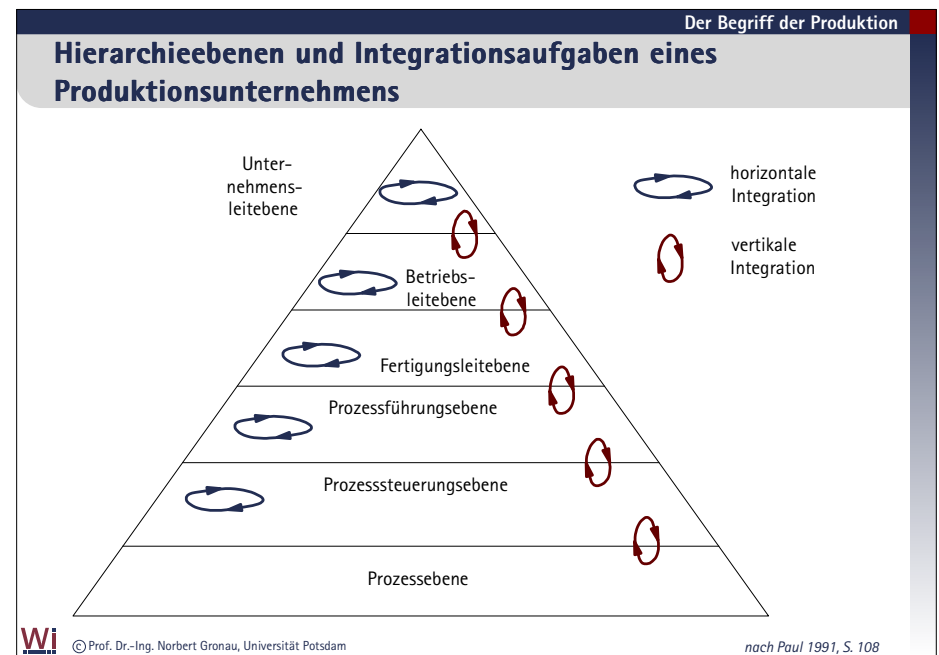 Der Begriff der Produktion
Hierarchieebenen und Integrationsaufgaben eines
Produktionsunternehmens
Unter-
nehmens-
leitebene
horizontale
Integration
vertikale
Integration
Betriebs-
leitebene
Fertigungsleitebene
Prozessführungsebene
Prozesssteuerungsebene
Prozessebene
Wi
© Prof. Dr.-Ing. Norbert Gronau, Universität Potsdam
nach Paul 1991, S. 108